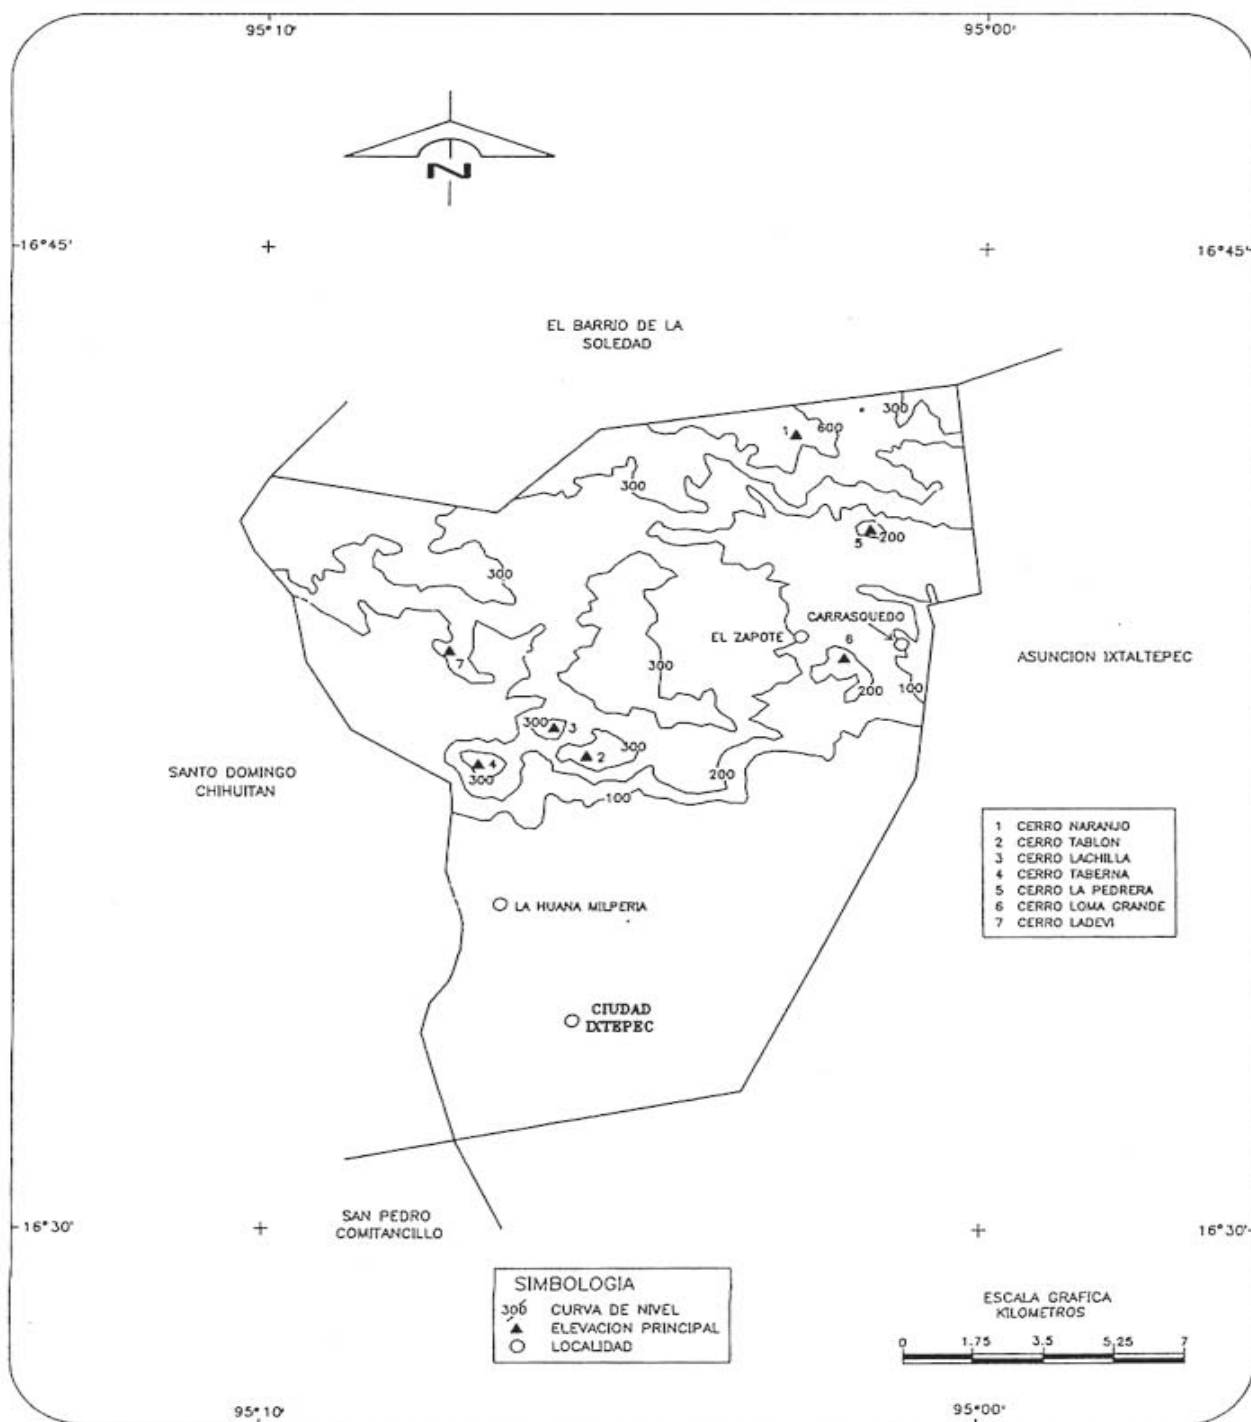 95°10'
95°00'
N
16°45'
16°45'
EL BARRIO DE LA
SOLEDAD
300
1
600
300
300
5
200
300
CARRASQUEDO
EL ZAPOTE
6
ASUNCION IXTALTEPEC
7
300
200
100
300
3
300
2
4
300
200
100
SANTO DOMINGO
CHIHUITAN
1 CERRO NARANJO
2 CERRO TABLON
3 CERRO LACHILLA
4 CERRO TABERNA
5 CERRO LA PEDRERA
6 CERRO LOMA GRANDE
7 CERRO LADEVI
LA HUANA MILPERIA
CIUDAD
IXTEPEC
SAN PEDRO
COMITANCILLO
16°30'
16°30'
SIMBOLOGIA
300 CURVA DE NIVEL
ELEVACION PRINCIPAL
LOCALIDAD
ESCALA GRAFICA
KILOMETROS
0 1.75 3.5 5.25 7
95°10'
95°00'